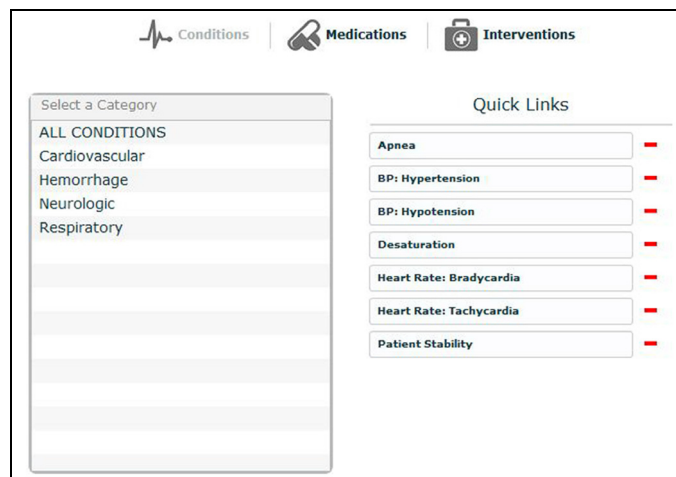 Conditions
Medications
Interventions
Select a Category
ALL CONDITIONS
Cardiovascular
Hemorrhage
Neurologic
Respiratory
Quick Links
Apnea
BP: Hypertension
BP: Hypotension
Desaturation
Heart Rate: Bradycardia
Heart Rate: Tachycardia
Patient Stability